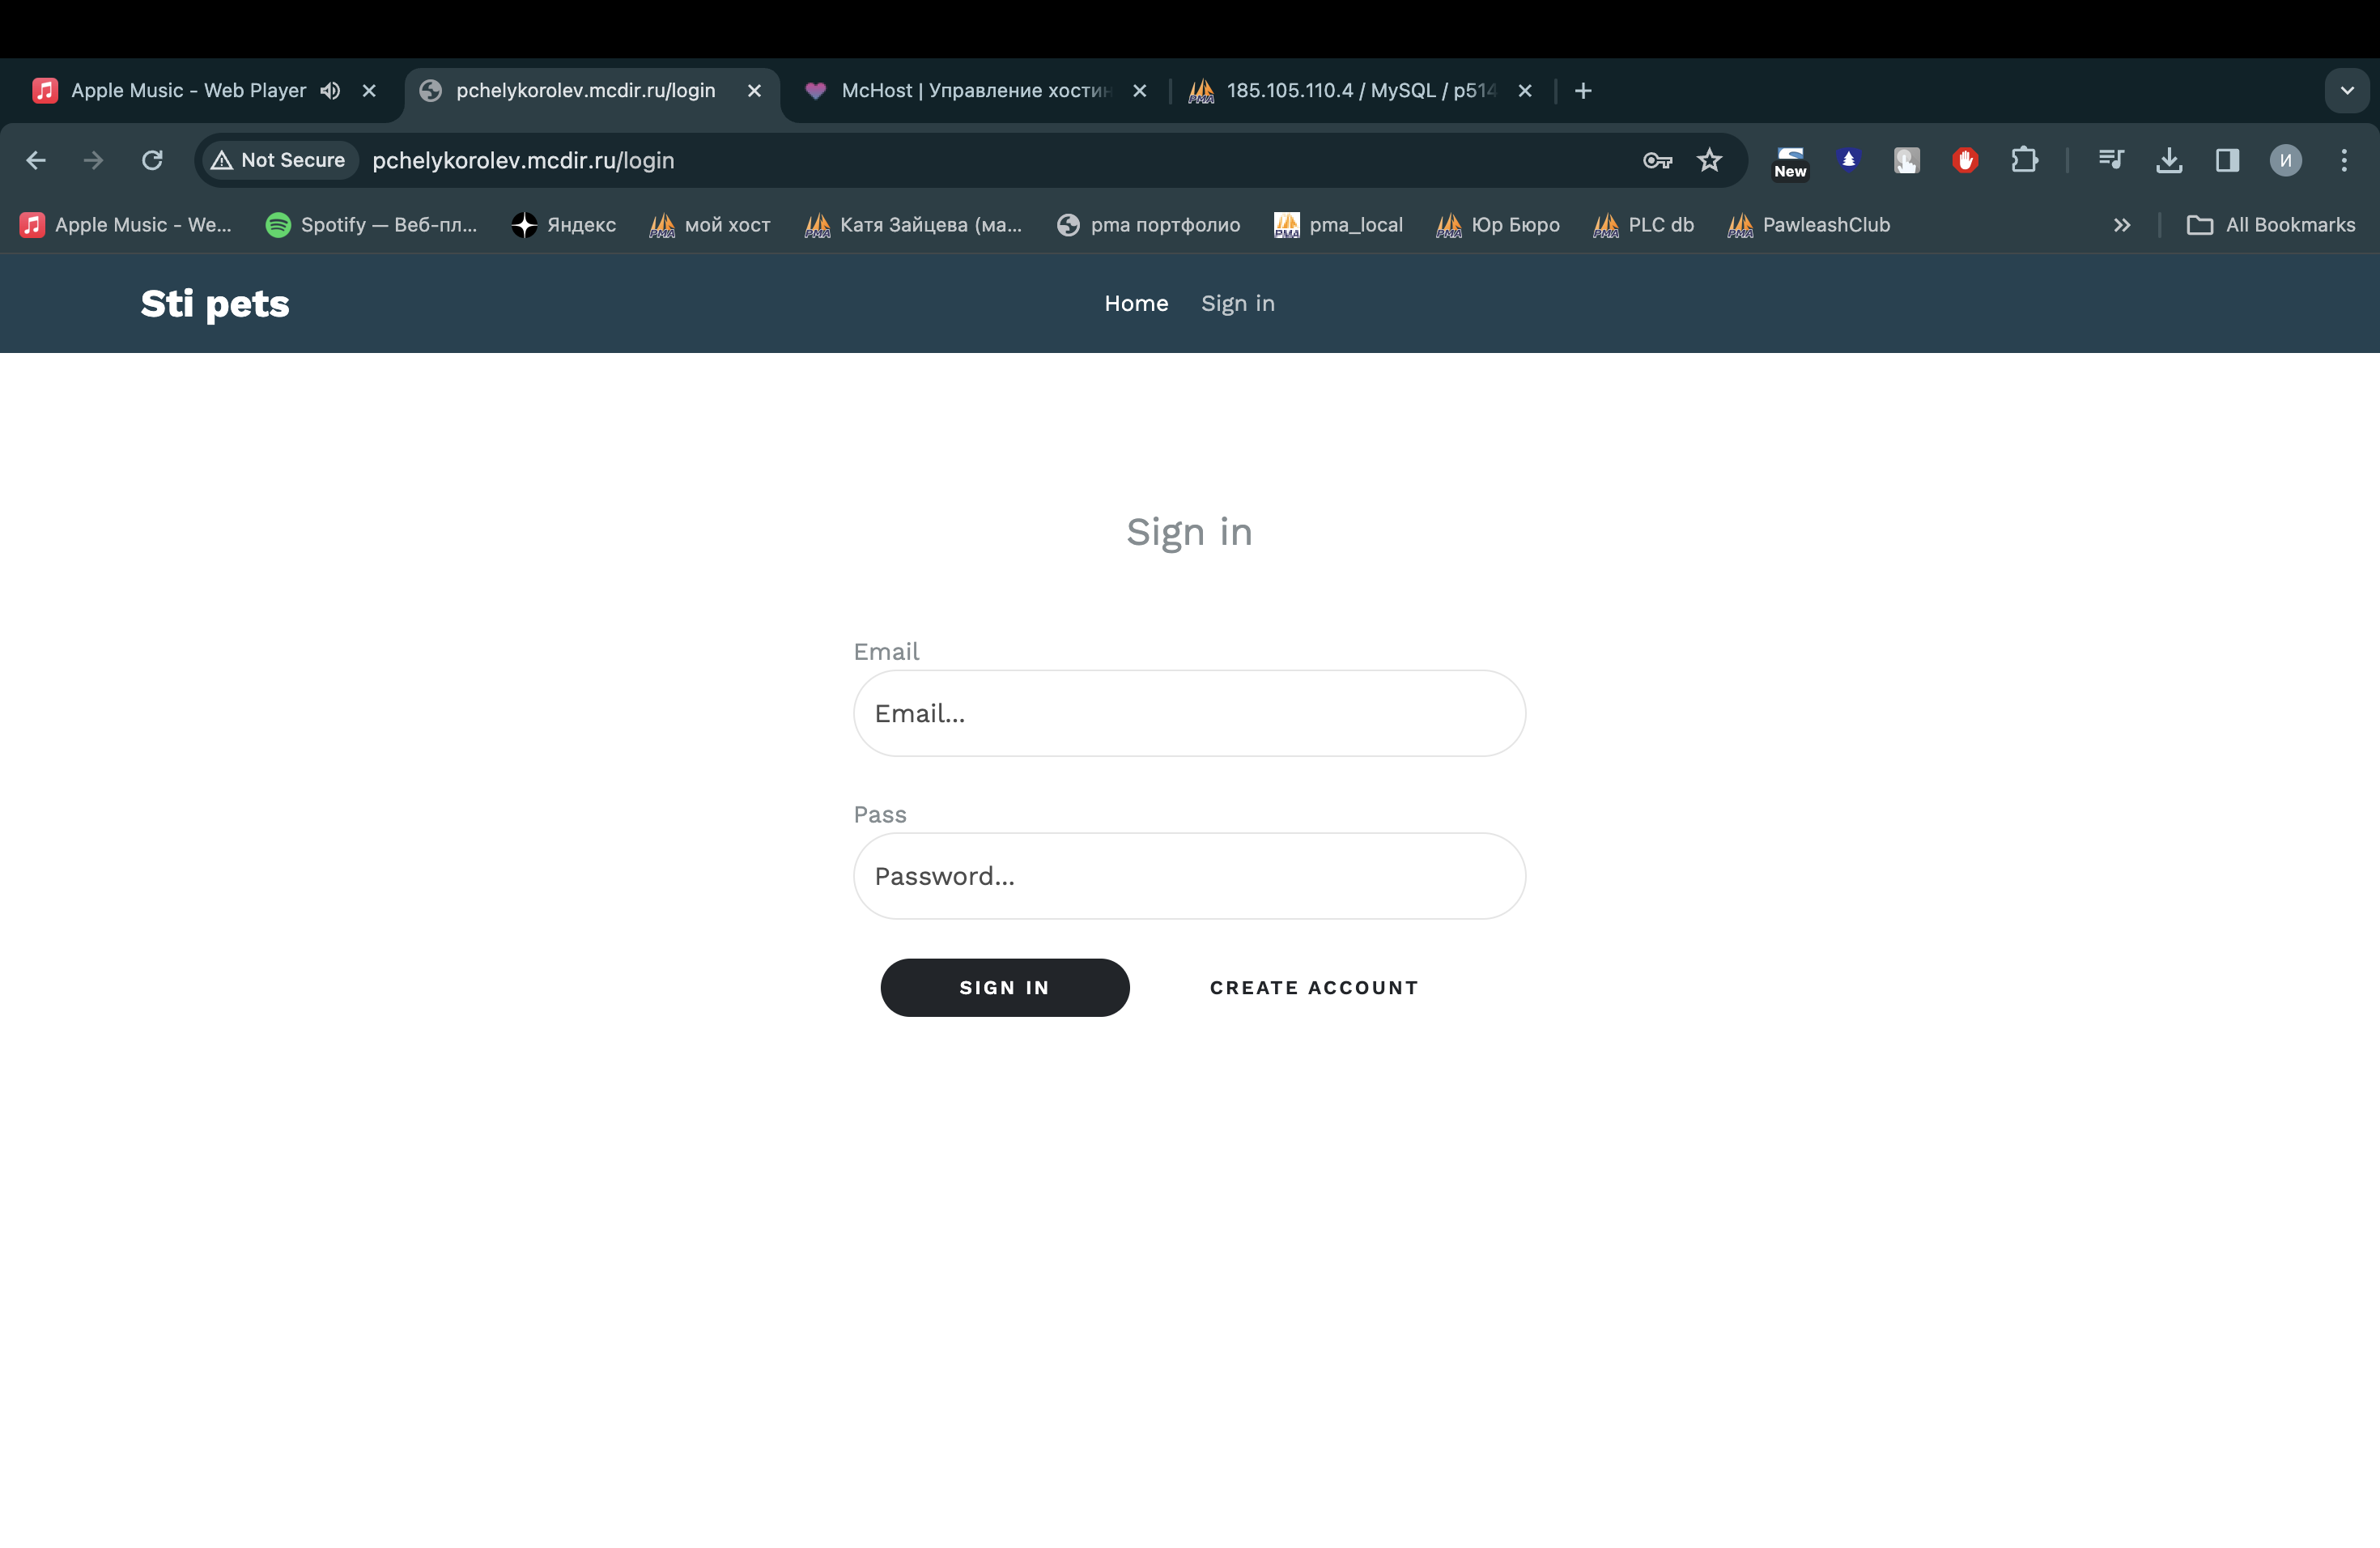 Apple Music - Web Player
pchelykorolev.mcdir.ru/login
McHost | Управление хостин
185.105.110.4 / MySQL / p514
Not Secure
pchelykorolev.mcdir.ru/login
New
И
Apple Music - We...
Spotify — Веб-пл...
Яндекс
мой хост
Катя Зайцева (ма...
pma портфолио
pma_local
Юр Бюро
PLC db
PawleashClub
All Bookmarks
Sti pets
Home
Sign in
Sign in
Email
Email...
Pass
Password...
SIGN IN
CREATE ACCOUNT